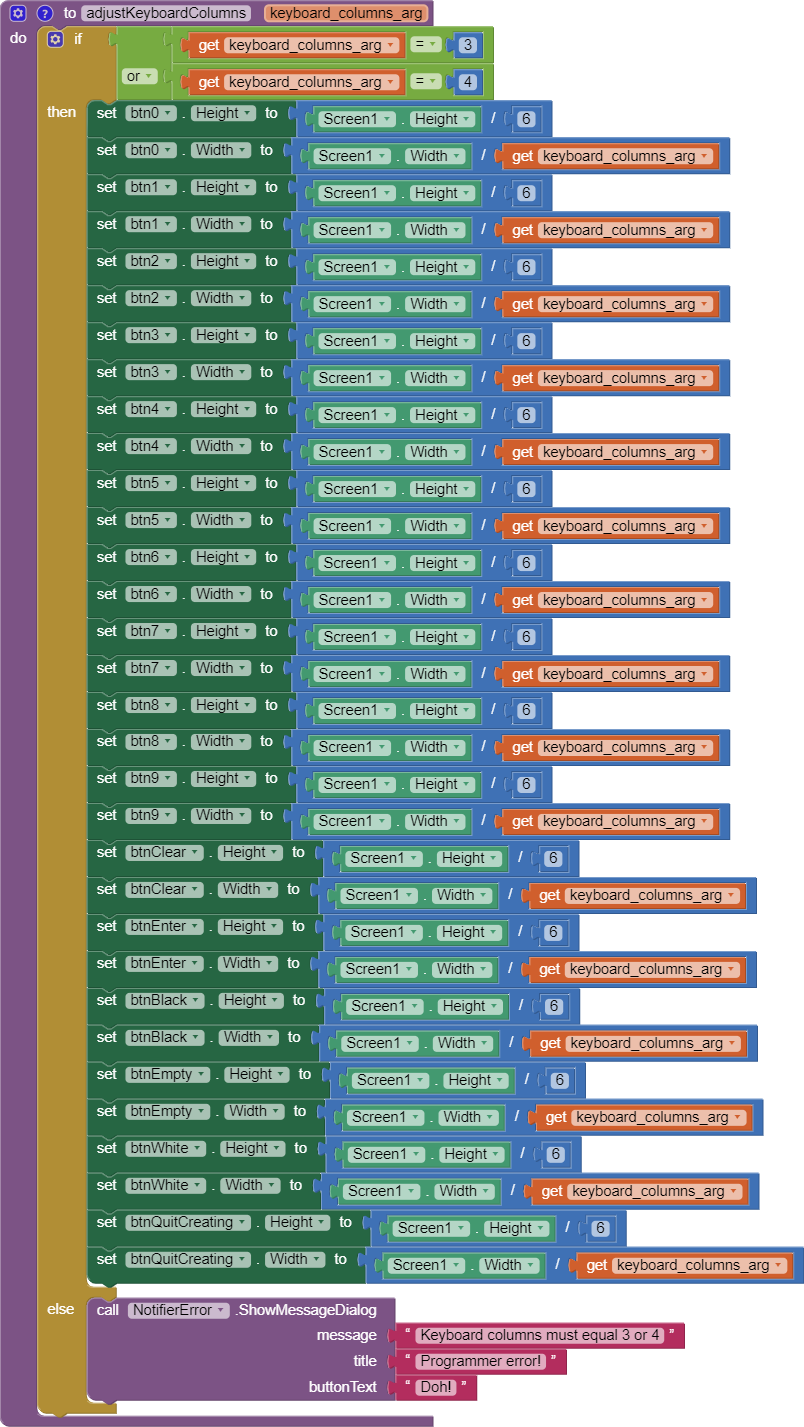 ? to adjustKeyboardColumns keyboard_columns_arg
do if get keyboard_columns_arg = 3
or get keyboard_columns_arg = 4
then set btn0 . Height to Screen1 . Height / 6
set btn0 . Width to Screen1 . Width / get keyboard_columns_arg
set btn1 . Height to Screen1 . Height / 6
set btn1 . Width to Screen1 . Width / get keyboard_columns_arg
set btn2 . Height to Screen1 . Height / 6
set btn2 . Width to Screen1 . Width / get keyboard_columns_arg
set btn3 . Height to Screen1 . Height / 6
set btn3 . Width to Screen1 . Width / get keyboard_columns_arg
set btn4 . Height to Screen1 . Height / 6
set btn4 . Width to Screen1 . Width / get keyboard_columns_arg
set btn5 . Height to Screen1 . Height / 6
set btn5 . Width to Screen1 . Width / get keyboard_columns_arg
set btn6 . Height to Screen1 . Height / 6
set btn6 . Width to Screen1 . Width / get keyboard_columns_arg
set btn7 . Height to Screen1 . Height / 6
set btn7 . Width to Screen1 . Width / get keyboard_columns_arg
set btn8 . Height to Screen1 . Height / 6
set btn8 . Width to Screen1 . Width / get keyboard_columns_arg
set btn9 . Height to Screen1 . Height / 6
set btn9 . Width to Screen1 . Width / get keyboard_columns_arg
set btnClear . Height to Screen1 . Height / 6
set btnClear . Width to Screen1 . Width / get keyboard_columns_arg
set btnEnter . Height to Screen1 . Height / 6
set btnEnter . Width to Screen1 . Width / get keyboard_columns_arg
set btnBlack . Height to Screen1 . Height / 6
set btnBlack . Width to Screen1 . Width / get keyboard_columns_arg
set btnEmpty . Height to Screen1 . Height / 6
set btnEmpty . Width to Screen1 . Width / get keyboard_columns_arg
set btnWhite . Height to Screen1 . Height / 6
set btnWhite . Width to Screen1 . Width / get keyboard_columns_arg
set btnQuitCreating . Height to Screen1 . Height / 6
set btnQuitCreating . Width to Screen1 . Width / get keyboard_columns_arg
else call NotifierError .ShowMessageDialog
message “ Keyboard columns must equal 3 or 4 ”
title “ Programmer error! ”
buttonText “ Doh! ”